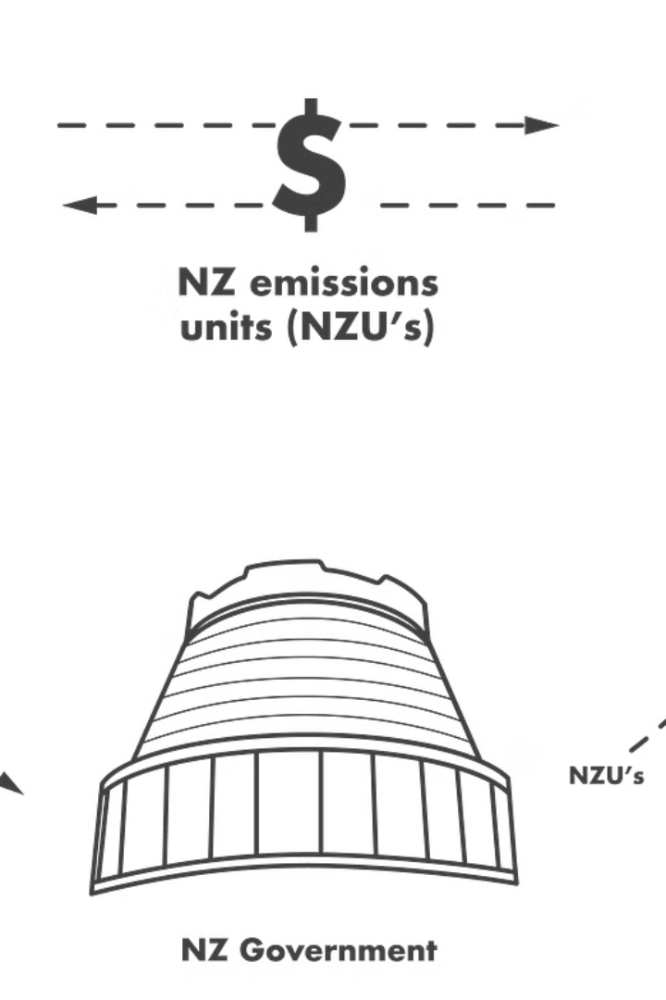 $
NZ emissions
units (NZU’s)
NZU’s
NZ Government